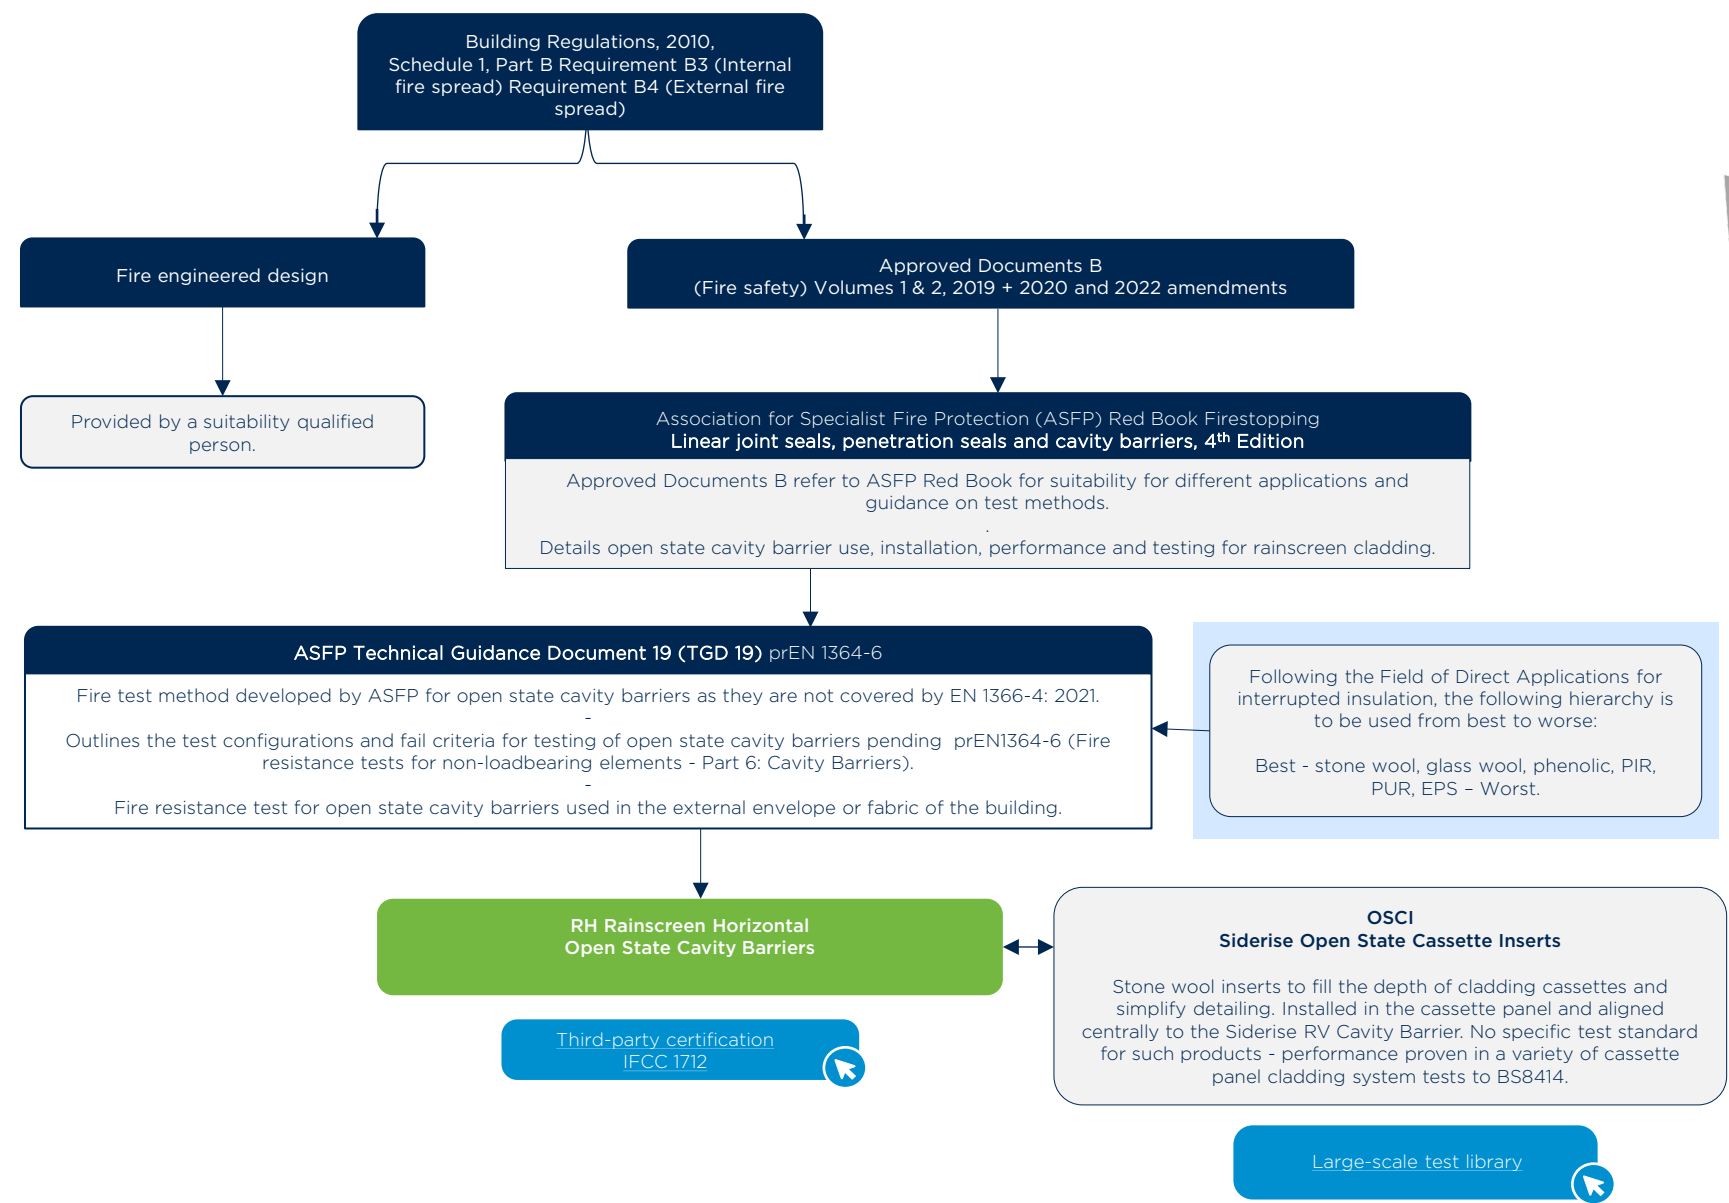 Building Regulations, 2010,
Schedule 1, Part B Requirement B3 (Internal
fire spread) Requirement B4 (External fire
spread)
Fire engineered design
Approved Documents B
(Fire safety) Volumes 1 & 2, 2019 + 2020 and 2022 amendments
Provided by a suitability qualified
person.
Association for Specialist Fire Protection (ASFP) Red Book Firestopping
Linear joint seals, penetration seals and cavity barriers, 4th Edition
Approved Documents B refer to ASFP Red Book for suitability for different applications and
guidance on test methods.
.
Details open state cavity barrier use, installation, performance and testing for rainscreen cladding.
ASFP Technical Guidance Document 19 (TGD 19) prEN 1364-6
Fire test method developed by ASFP for open state cavity barriers as they are not covered by EN 1366-4: 2021.
-
Outlines the test configurations and fail criteria for testing of open state cavity barriers pending prEN1364-6 (Fire
resistance tests for non-loadbearing elements - Part 6: Cavity Barriers).
-
Fire resistance test for open state cavity barriers used in the external envelope or fabric of the building.
Following the Field of Direct Applications for
interrupted insulation, the following hierarchy is
to be used from best to worse:
Best - stone wool, glass wool, phenolic, PIR,
PUR, EPS – Worst.
RH Rainscreen Horizontal
Open State Cavity Barriers
OSCI
Siderise Open State Cassette Inserts
Stone wool inserts to fill the depth of cladding cassettes and
simplify detailing. Installed in the cassette panel and aligned
centrally to the Siderise RV Cavity Barrier. No specific test standard
for such products - performance proven in a variety of cassette
panel cladding system tests to BS8414.
Third-party certification
IFCC 1712
Large-scale test library